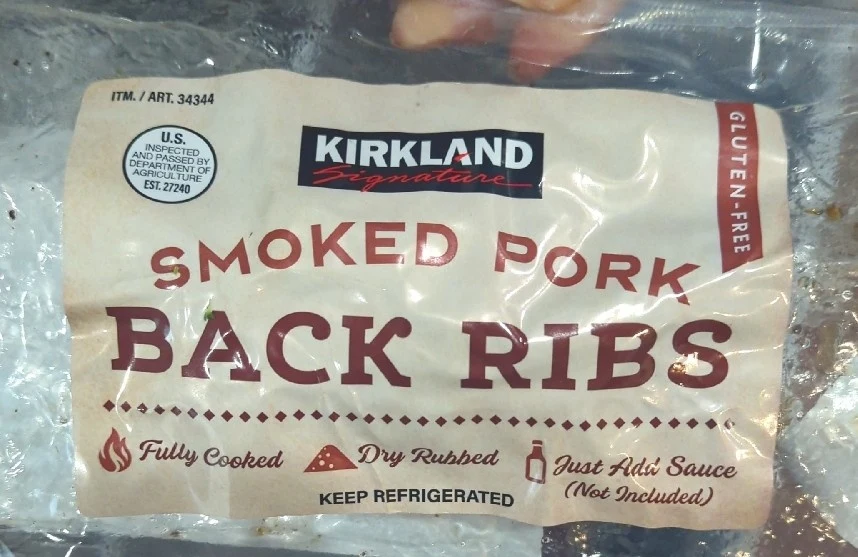 ITM. / ART. 34344
U.S.
INSPECTED
AND PASSED BY
DEPARTMENT OF
AGRICULTURE
EST. 27240
KIRKLAND
Signature
GLUTEN-FREE
SMOKED PORK
BACK RIBS
Fully Cooked
Dry Rubbed
Just Add Sauce
(Not Included)
KEEP REFRIGERATED